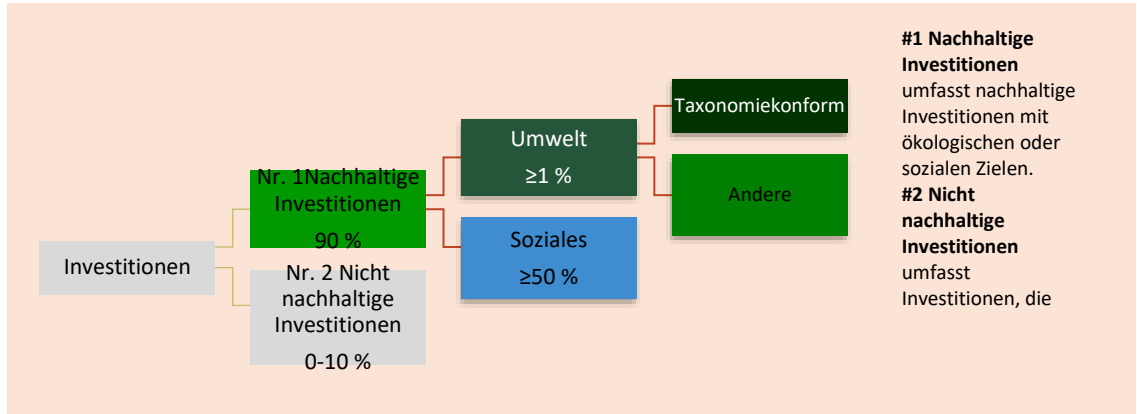 Investitionen
Nr. 1Nachhaltige
Investitionen
90 %
Nr. 2 Nicht
nachhaltige
Investitionen
0-10 %
Umwelt
≥1 %
Soziales
≥50 %
Taxonomiekonform
Andere
#1 Nachhaltige
Investitionen
umfasst nachhaltige
Investitionen mit
ökologischen oder
sozialen Zielen.
#2 Nicht
nachhaltige
Investitionen
umfasst
Investitionen, die